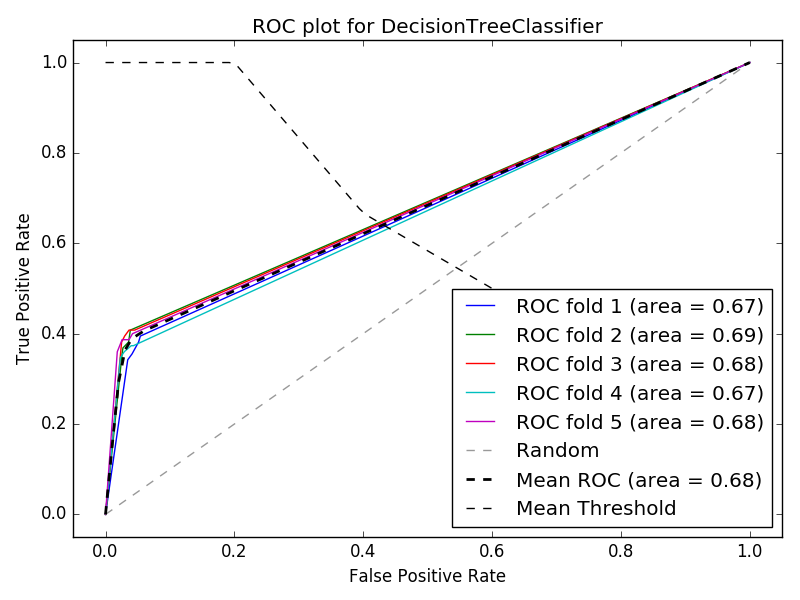 ROC plot for DecisionTreeClassifier
True Positive Rate
1.0
0.8
0.6
0.4
0.2
0.0
0.0
0.2
0.4
0.6
0.8
1.0
False Positive Rate
ROC fold 1 (area = 0.67)
ROC fold 2 (area = 0.69)
ROC fold 3 (area = 0.68)
ROC fold 4 (area = 0.67)
ROC fold 5 (area = 0.68)
Random
Mean ROC (area = 0.68)
Mean Threshold